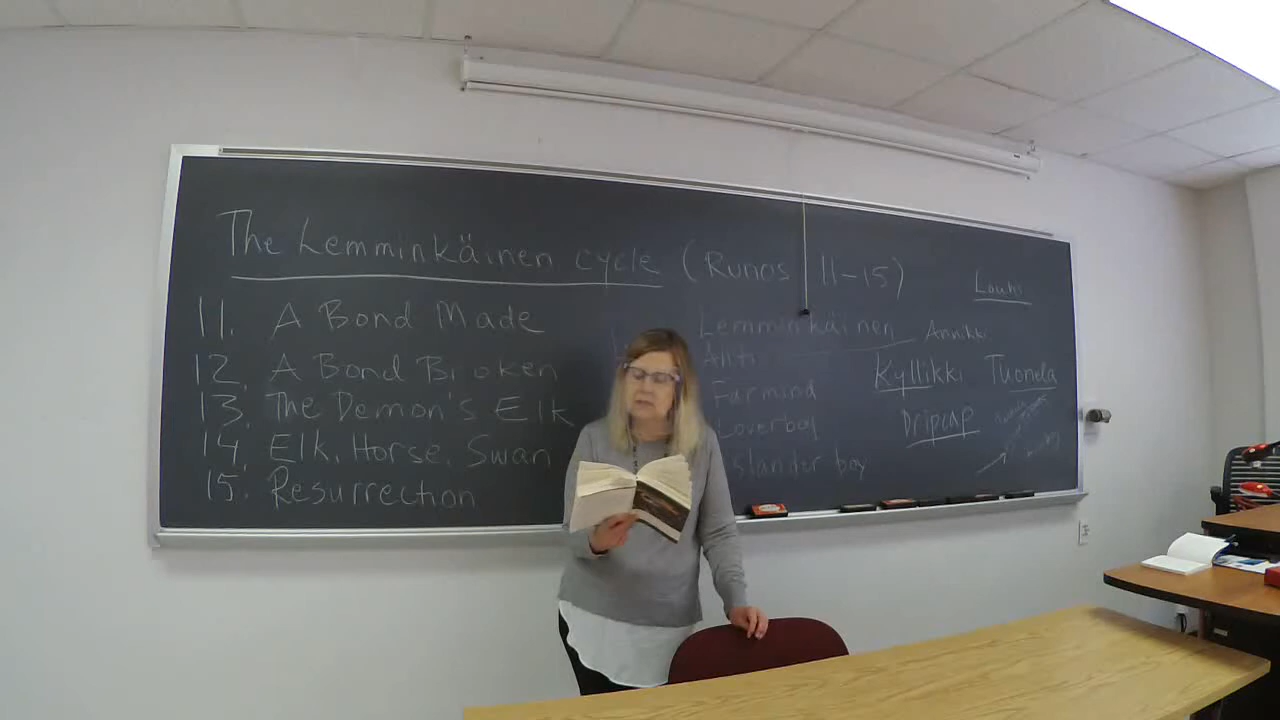 The Lemminkäinen cycle (Runos 11-15)
11. A Bond Made
12. A Bond Broken
13. The Demon's Elk
14. Elk, Horse, Swan
15. Resurrection
Lemminkäinen
Ahti
Farmind
Loverboy
Islander boy
Louhi
Annikki
Kyllikki Tuonela
Dripcap